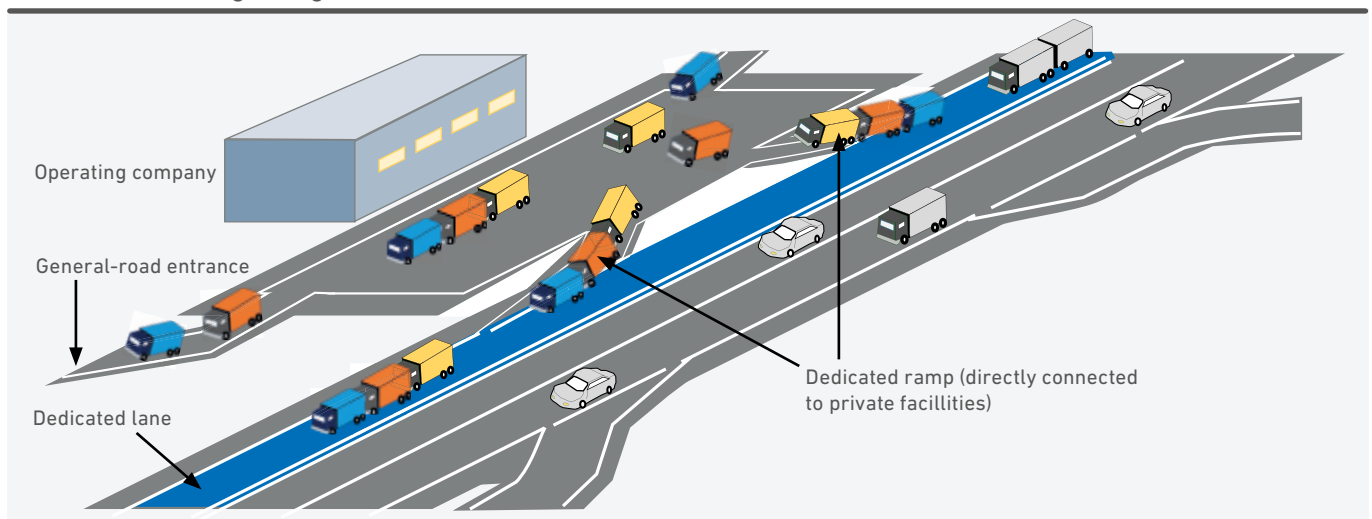 Operating company
General-road entrance
Dedicated lane
Dedicated ramp (directly connected
to private facillities)